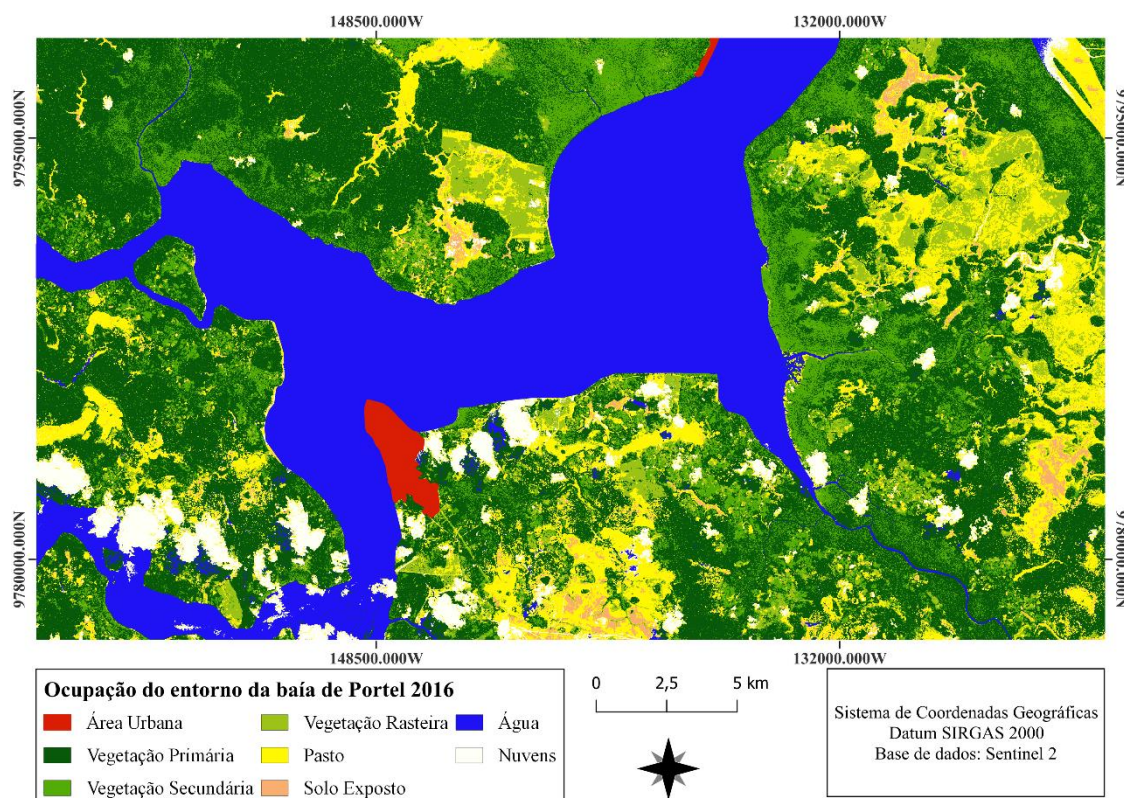 148500.000W 132000.000W
9795000.000N 9795000.000N
9780000.000N 9780000.000N
148500.000W 132000.000W
Ocupação do entorno da baía de Portel 2016
Área Urbana Vegetação Rasteira Água
Vegetação Primária Pasto Nuvens
Vegetação Secundária Solo Exposto
0 2,5 5 km
Sistema de Coordenadas Geográficas
Datum SIRGAS 2000
Base de dados: Sentinel 2